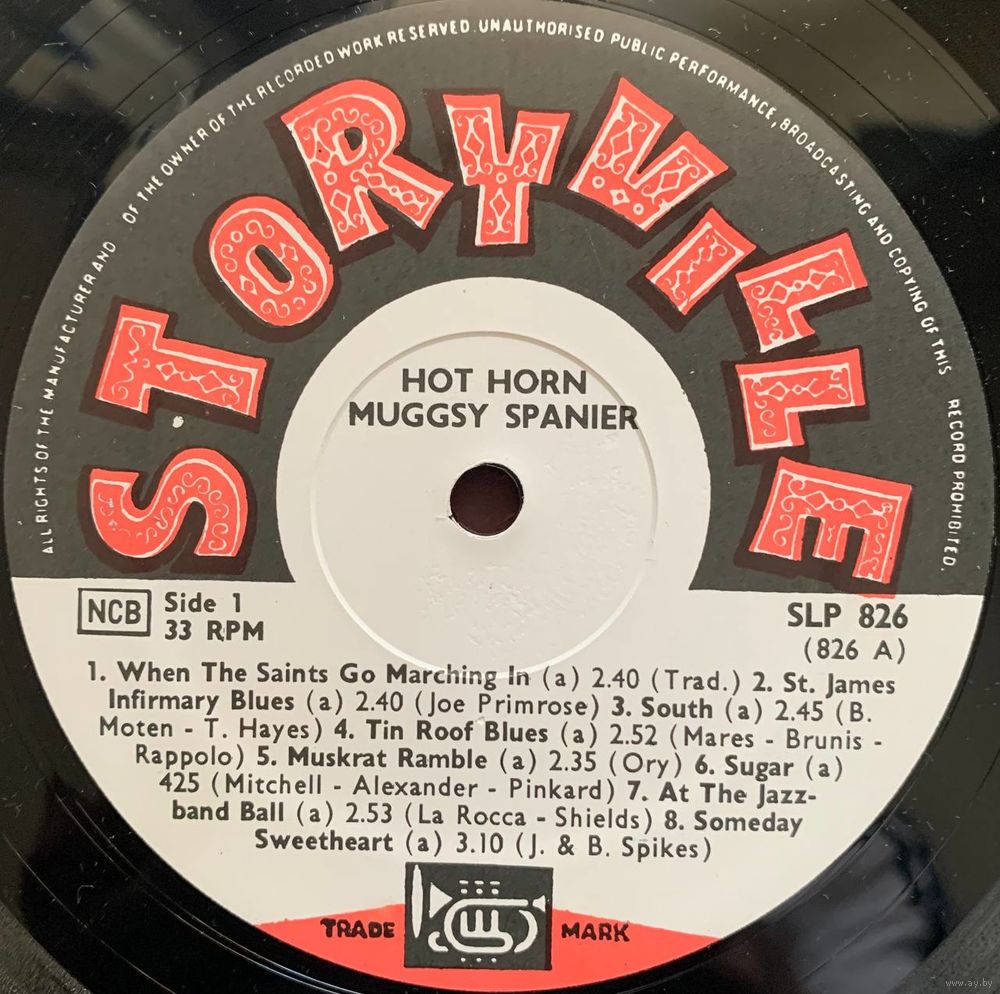 ALL RIGHTS OF THE MANUFACTURER AND OF THE OWNER OF THE RECORDED WORK RESERVED. UNAUTHORISED PUBLIC PERFORMANCE, BROADCASTING AND COPYING OF THIS RECORD PROHIBITED.
STORYVILLE
HOT HORN
MUGGSY SPANIER
NCB
Side 1
33 RPM
SLP 826
(826 A)
1. When The Saints Go Marching In (a) 2.40 (Trad.) 2. St. James
Infirmary Blues (a) 2.40 (Joe Primrose) 3. South (a) 2.45 (B.
Moten - T. Hayes) 4. Tin Roof Blues (a) 2.52 (Mares - Brunis -
Rappolo) 5. Muskrat Ramble (a) 2.35 (Ory) 6. Sugar (a)
425 (Mitchell - Alexander - Pinkard) 7. At The Jazz-
band Ball (a) 2.53 (La Rocca - Shields) 8. Someday
Sweetheart (a) 3.10 (J. & B. Spikes)
TRADE MARK
www.ay.by